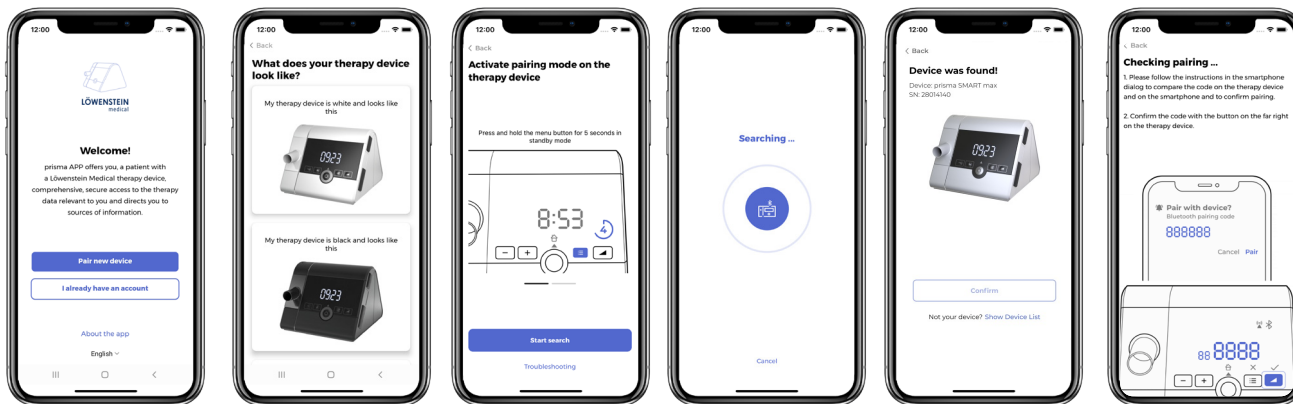 12:00
LÖWENSTEIN
medical
Welcome!
prisma APP offers you, a patient with
a Löwenstein Medical therapy device,
comprehensive, secure access to the therapy
data relevant to you and directs you to
sources of information.
Pair new device
I already have an account
About the app
English
12:00
Back
What does your therapy device
look like?
My therapy device is white and looks like
this
09:23
My therapy device is black and looks like
this
09:23
12:00
Back
Activate pairing mode on the
therapy device
Press and hold the menu button for 5 seconds in
standby mode
8:53
4
Start search
Troubleshooting
12:00
Searching ...
Cancel
12:00
Back
Device was found!
Device: prisma SMART max
SN: 28014140
09:23
Confirm
Not your device? Show Device List
12:00
Back
Checking pairing ...
1. Please follow the instructions in the smartphone
dialog to compare the code on the therapy device
and on the smartphone and to confirm pairing.
2. Confirm the code with the button on the far right
on the therapy device.
Pair with device?
Bluetooth pairing code
888888
Cancel Pair
88 8888